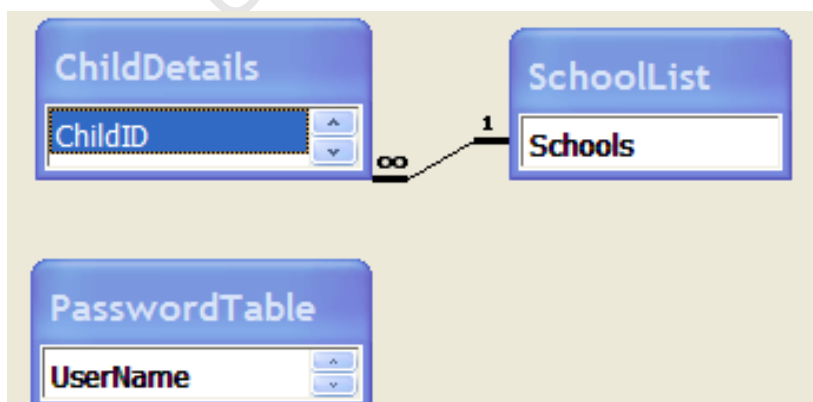 ChildDetails
SchoolList
ChildID
1
Schools
∞
PasswordTable
UserName